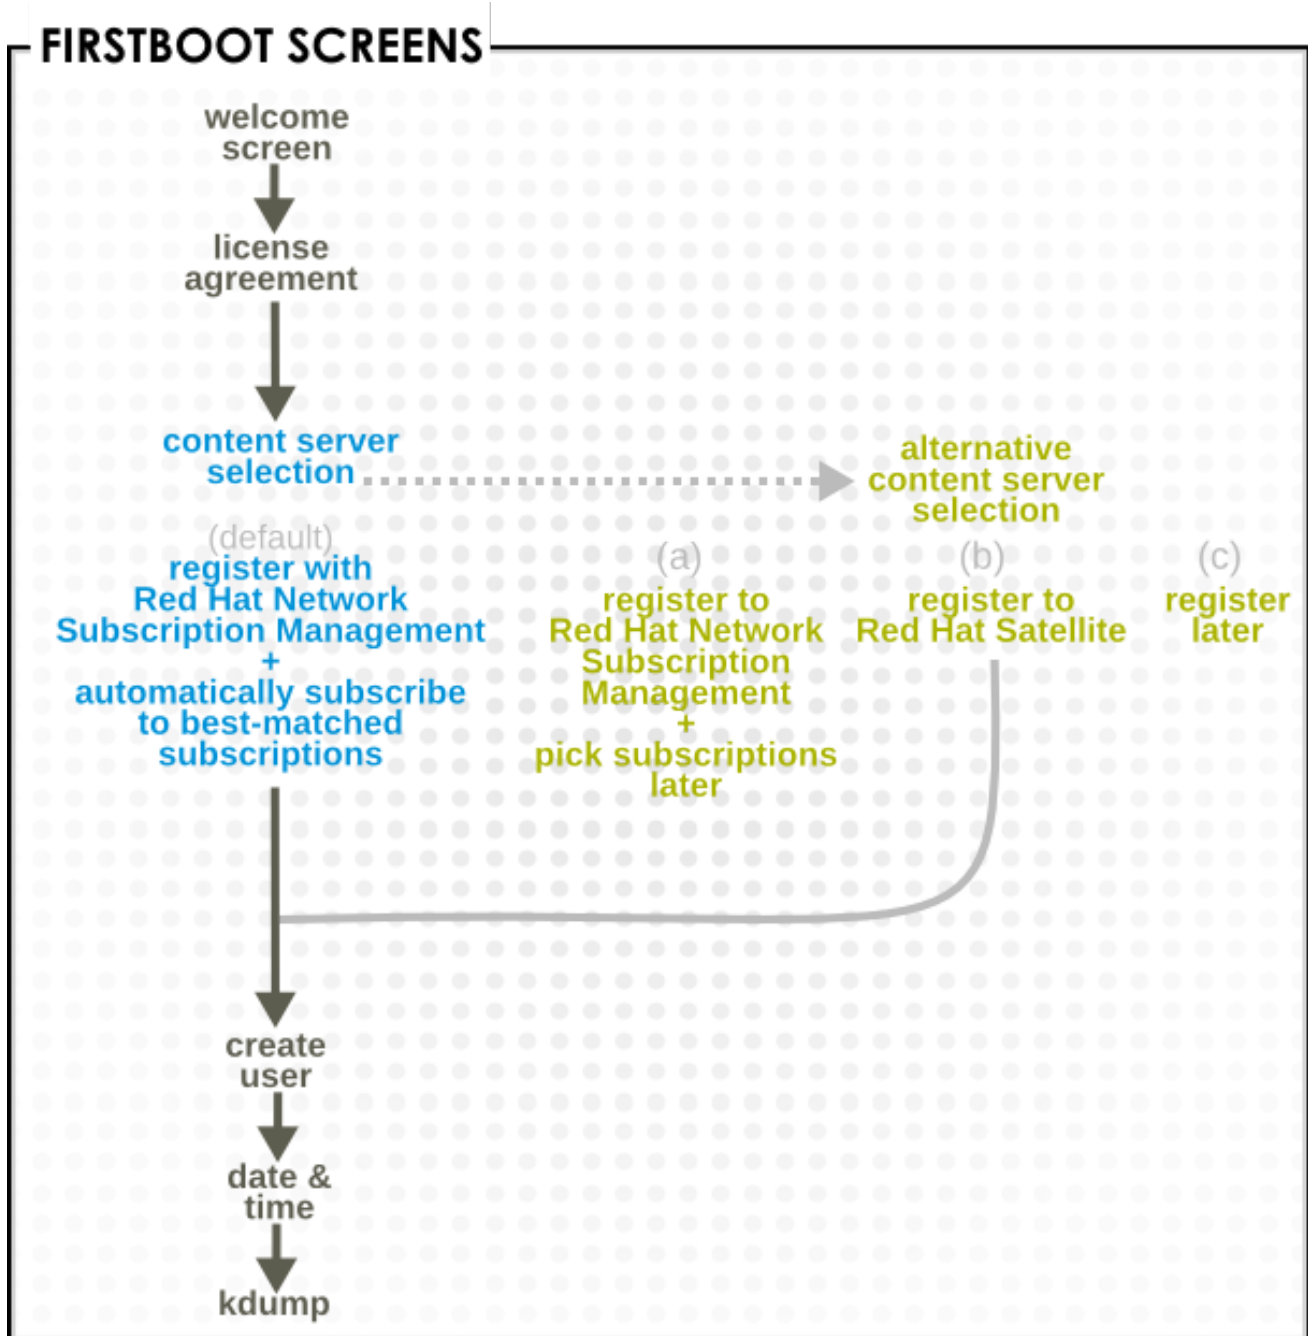 FIRSTBOOT SCREENS
welcome
screen
license
agreement
content server
selection
alternative
content server
selection
(default)
register with
Red Hat Network
Subscription Management
+
automatically subscribe
to best-matched
subscriptions
(a)
register to
Red Hat Network
Subscription
Management
+
pick subscriptions
later
(b)
register to
Red Hat Satellite
(c)
register
later
create
user
date &
time
kdump